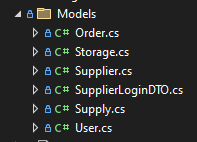 Models
C# Order.cs
C# Storage.cs
C# Supplier.cs
C# SupplierLoginDTO.cs
C# Supply.cs
C# User.cs